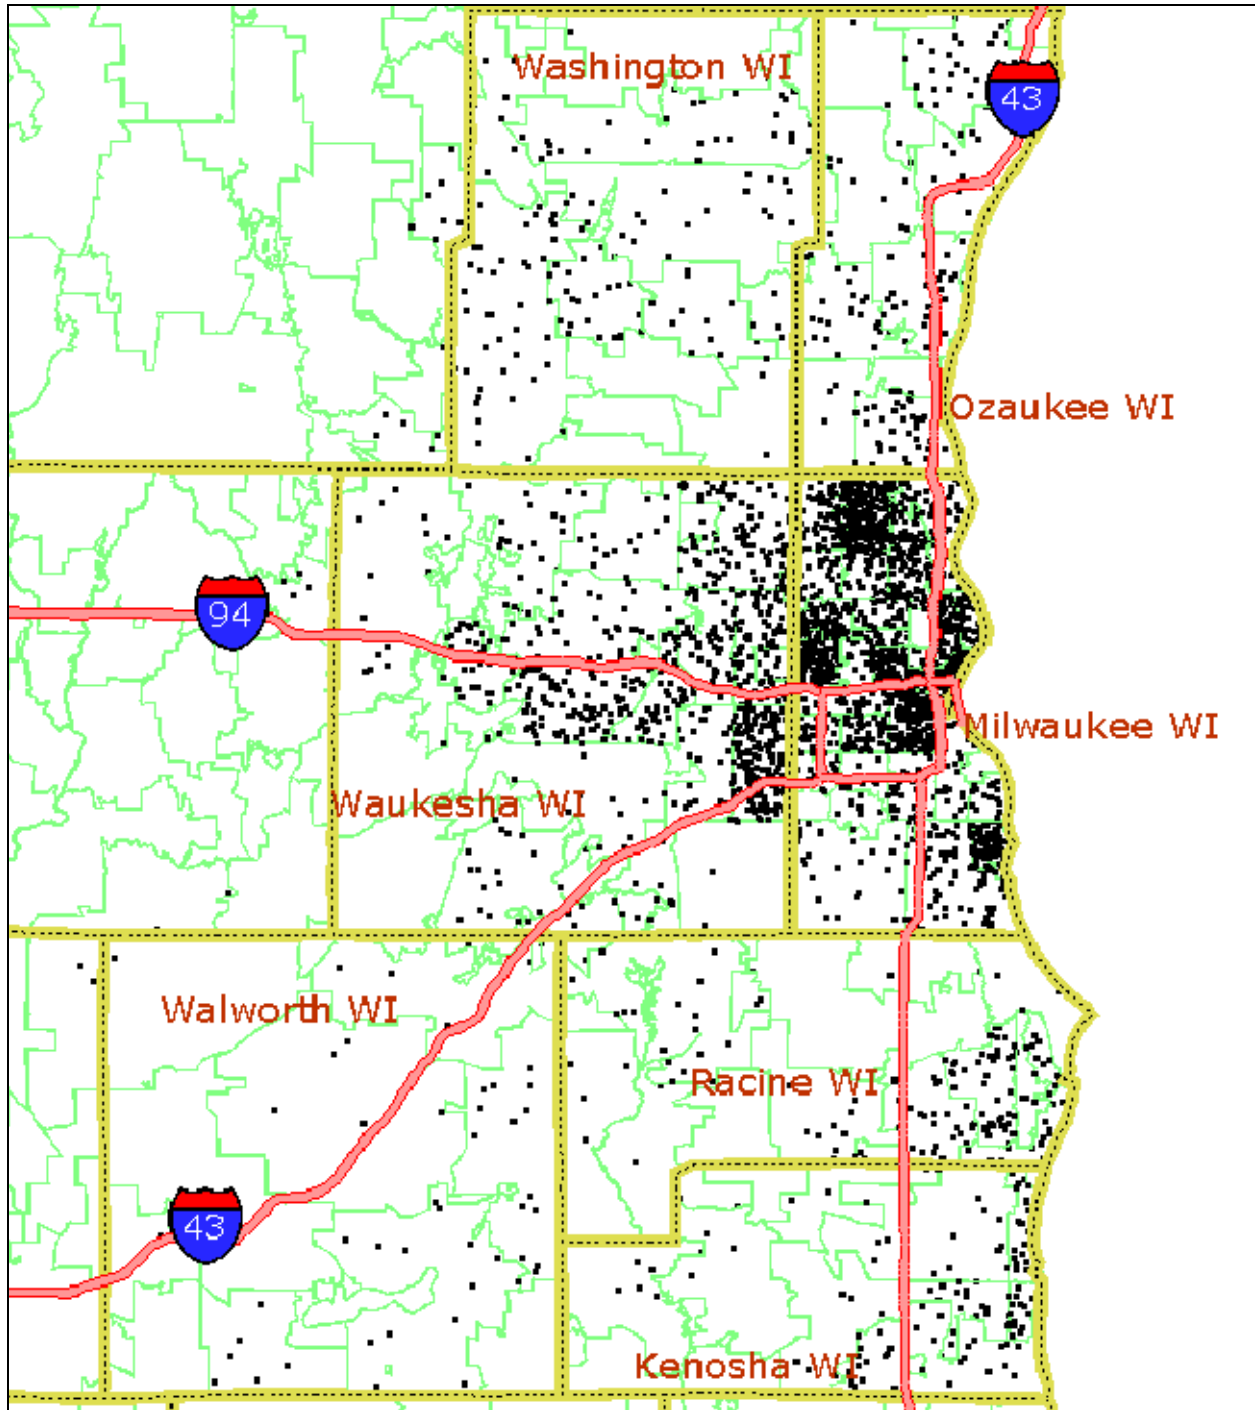 Washington WI
43
Ozaukee WI
94
Milwaukee WI
Waukesha WI
Walworth WI
Racine WI
43
Kenosha WI